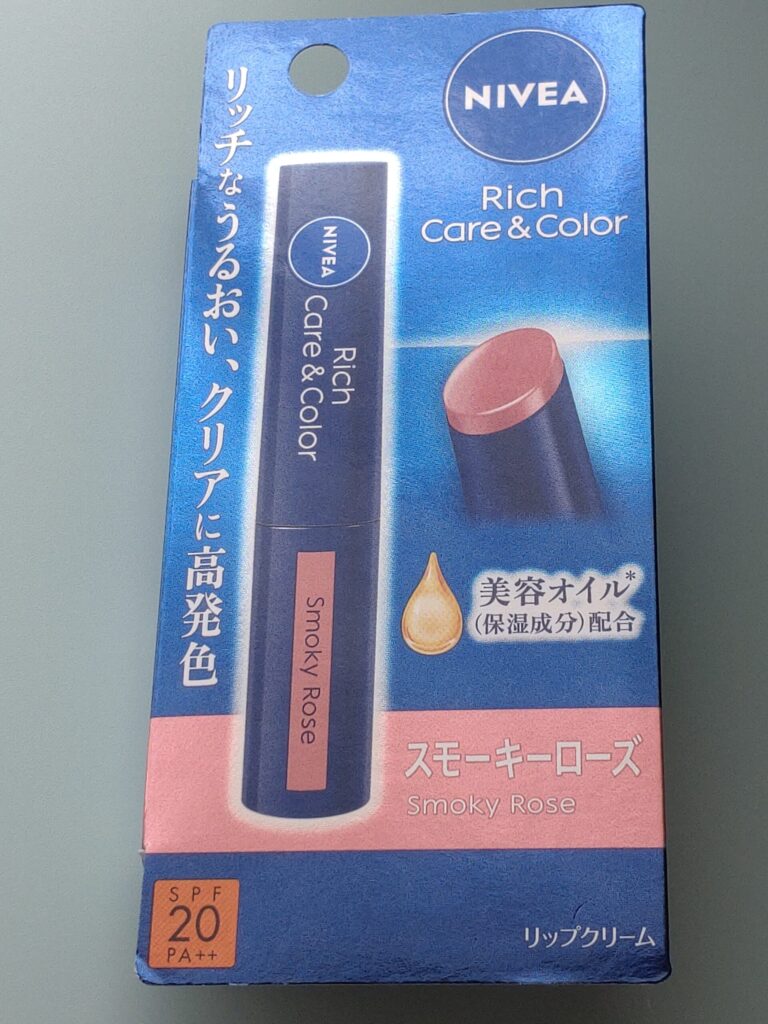 NIVEA
Rich
Care & Color
リッチなうるおい、クリアに高発色
NIVEA
Rich
Care & Color
Smoky Rose
美容オイル*
(保湿成分)配合
スモーキーローズ
Smoky Rose
SPF
20
PA++
リップクリーム